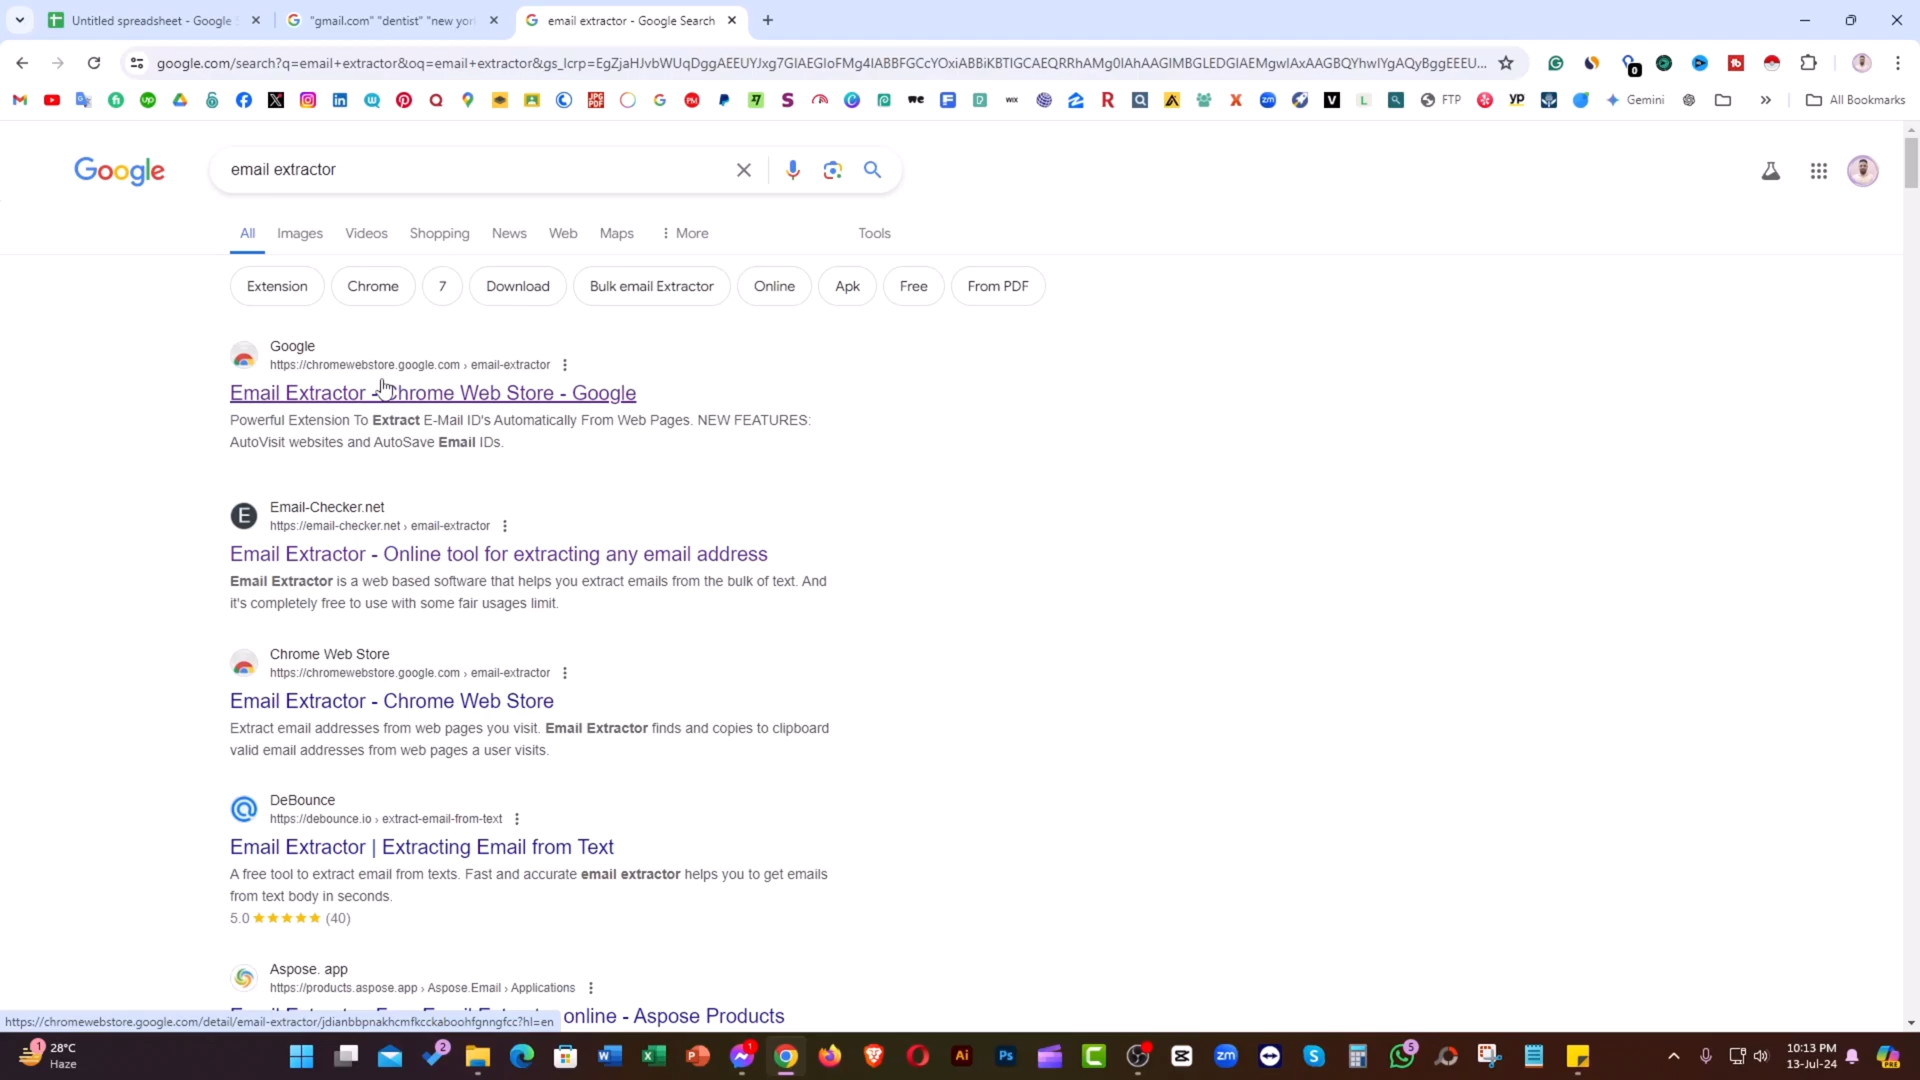 Untitled spreadsheet - Google S
"gmail.com" "dentist" "new yor
email extractor - Google Search
google.com/search?q=email+extractor&oq=email+extractor&gs_lcrp=
FTP
Gemini
All Bookmarks
Google
email extractor
All
Images
Videos
Shopping
News
Web
Maps
More
Tools
Extension
Chrome
7
Download
Bulk email Extractor
Online
Apk
Free
From PDF
Google
https://chromewebstore.google.com › email-extractor
Email Extractor - Chrome Web Store - Google
Powerful Extension To Extract E-Mail ID's Automatically From Web Pages. NEW FEATURES:
AutoVisit websites and AutoSave Email IDs.
E
Email-Checker.net
https://email-checker.net › email-extractor
Email Extractor - Online tool for extracting any email address
Email Extractor is a web based software that helps you extract emails from the bulk of text. And
it's completely free to use with some fair usages limit.
Chrome Web Store
https://chromewebstore.google.com › email-extractor
Email Extractor - Chrome Web Store
Extract email addresses from web pages you visit. Email Extractor finds and copies to clipboard
valid email addresses from web pages a user visits.
DeBounce
https://debounce.io › extract-email-from-text
Email Extractor | Extracting Email from Text
A free tool to extract email from texts. Fast and accurate email extractor helps you to get emails
from text body in seconds.
5.0 ★★★★★ (40)
Aspose. app
https://products.aspose.app › Aspose.Email › Applications
online - Aspose Products
https://chromewebstore.google.com/detail/email-extractor/jdianbbpnakhcmfkcckaboohfgnngfcc?hl=en
28°C
Haze
10:13 PM
13-Jul-24